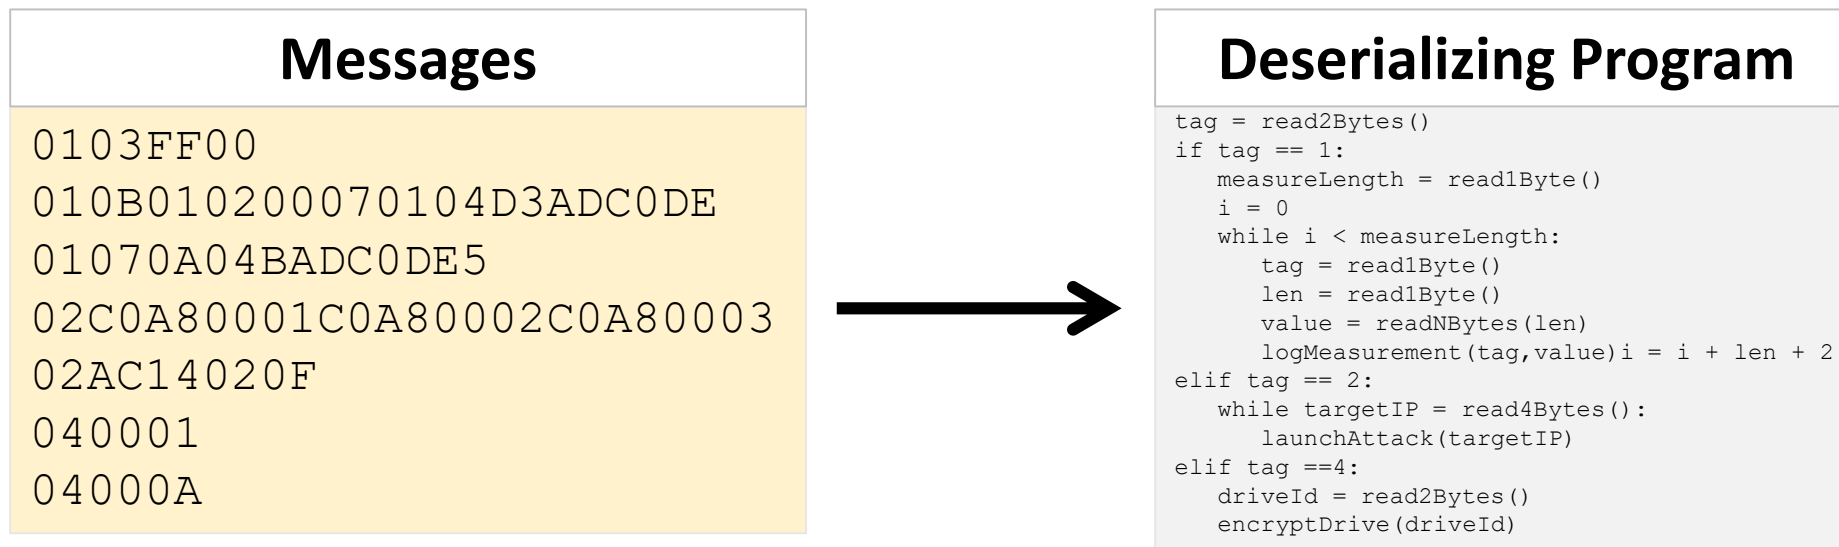 Messages
0103FF00
010B010200070104D3ADC0DE
01070A04BADC0DE5
02C0A80001C0A80002C0A80003
02AC14020F
040001
04000A
Deserializing Program
tag = read2Bytes()
if tag == 1:
   measureLength = read1Byte()
   i = 0
   while i < measureLength:
      tag = read1Byte()
      len = read1Byte()
      value = readNBytes(len)
      logMeasurement(tag,value)i = i + len + 2
elif tag == 2:
   while targetIP = read4Bytes():
      launchAttack(targetIP)
elif tag ==4:
   driveId = read2Bytes()
   encryptDrive(driveId)